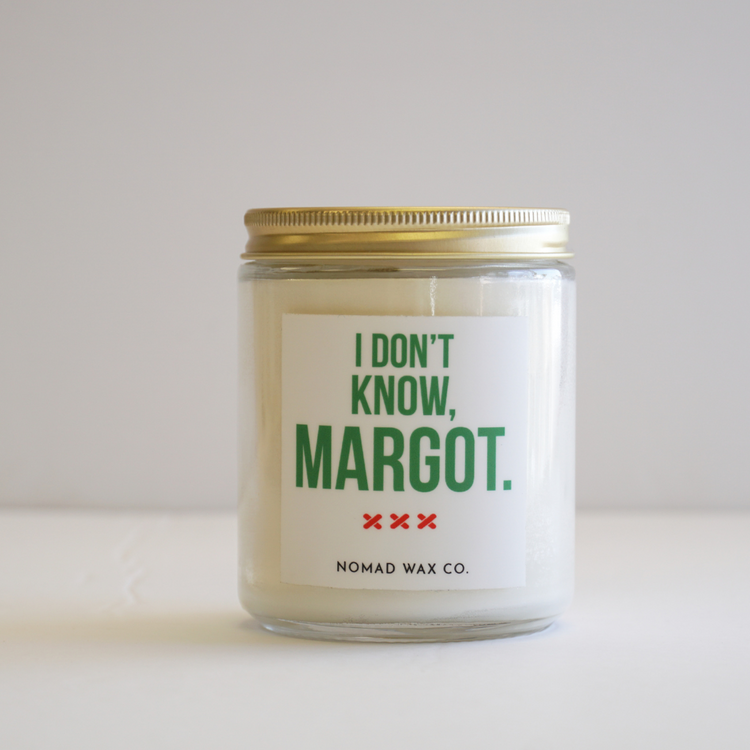 I DON'T
KNOW,
MARGOT.
×××
NOMAD WAX CO.